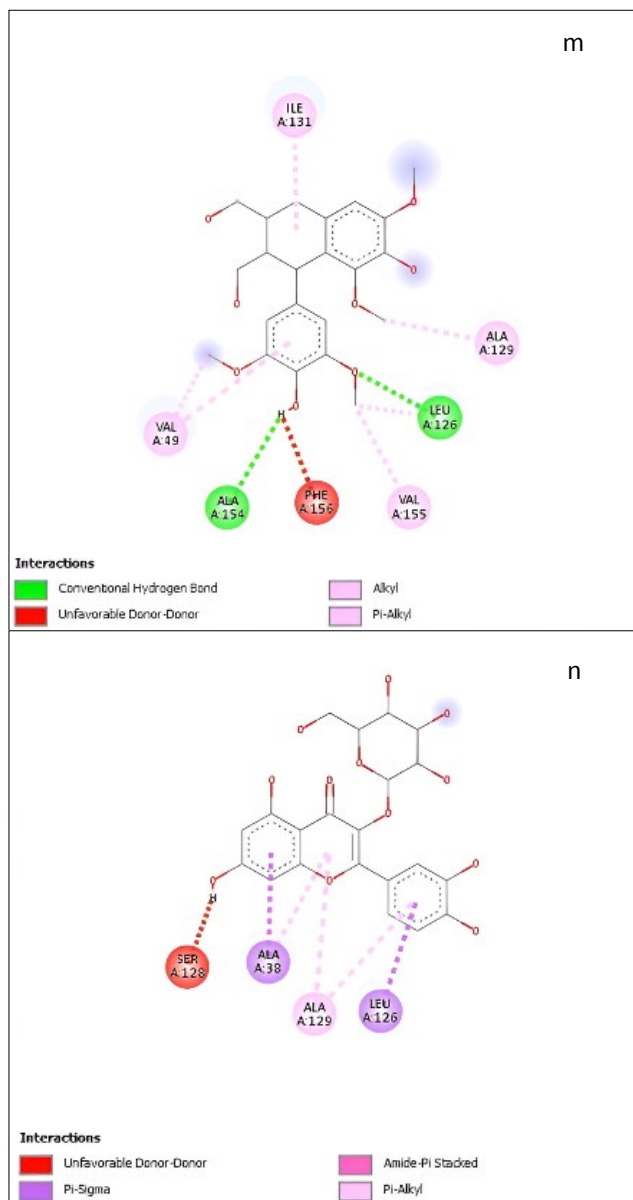 m
ILE
A:131
O
O
O
O
O
O
O
O
H
ALA
A:129
VAL
A:49
LEU
A:126
ALA
A:154
PHE
A:156
VAL
A:155
Interactions
Conventional Hydrogen Bond
Alkyl
Unfavorable Donor-Donor
Pi-Alkyl
n
O
O
O
O
O
O
O
O
O
O
O
O
H
SER
A:128
ALA
A:38
ALA
A:129
LEU
A:126
Interactions
Unfavorable Donor-Donor
Amide-Pi Stacked
Pi-Sigma
Pi-Alkyl